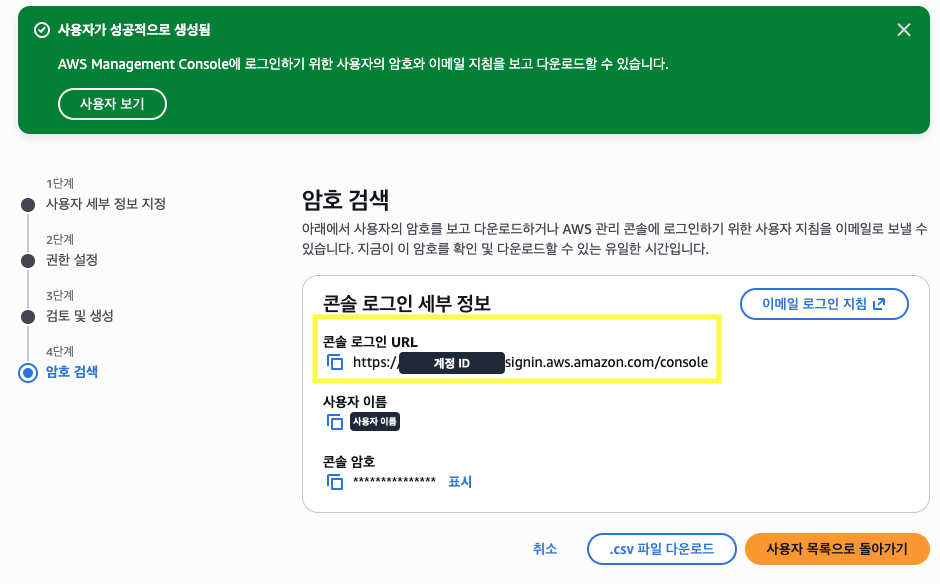 사용자가 성공적으로 생성됨
AWS Management Console에 로그인하기 위한 사용자의 암호와 이메일 지침을 보고 다운로드할 수 있습니다.
사용자 보기
1단계
사용자 세부 정보 지정
2단계
권한 설정
3단계
검토 및 생성
4단계
암호 검색
암호 검색
아래에서 사용자의 암호를 보고 다운로드하거나 AWS 관리 콘솔에 로그인하기 위한 사용자 지침을 이메일로 보낼 수
있습니다. 지금이 이 암호를 확인 및 다운로드할 수 있는 유일한 시간입니다.
콘솔 로그인 세부 정보
이메일 로그인 지침
콘솔 로그인 URL
https:// 계정 ID signin.aws.amazon.com/console
사용자 이름
사용자 이름
콘솔 암호
*************** 표시
취소
.csv 파일 다운로드
사용자 목록으로 돌아가기